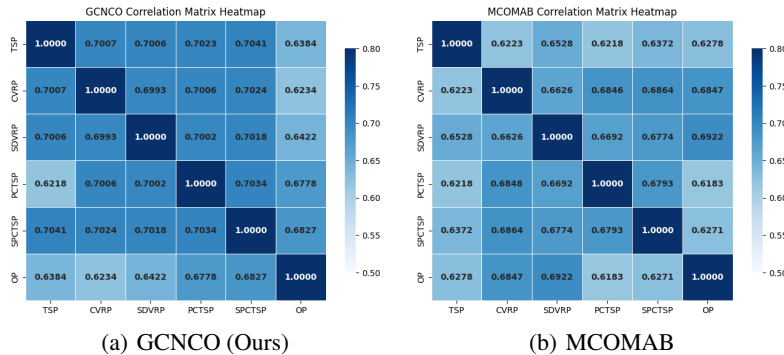 GCNCO Correlation Matrix Heatmap
TSP 1.0000 0.7007 0.7006 0.7023 0.7041 0.6384
CVRP 0.7007 1.0000 0.6993 0.7006 0.7024 0.6234
SDVRP 0.7006 0.6993 1.0000 0.7002 0.7018 0.6422
PCTSP 0.6218 0.7006 0.7002 1.0000 0.7034 0.6778
SPCTSP 0.7041 0.7024 0.7018 0.7034 1.0000 0.6827
OP 0.6384 0.6234 0.6422 0.6778 0.6827 1.0000
TSP CVRP SDVRP PCTSP SPCTSP OP
0.80
0.75
0.70
0.65
0.60
0.55
0.50
(a) GCNCO (Ours)
MCOMAB Correlation Matrix Heatmap
TSP 1.0000 0.6223 0.6528 0.6218 0.6372 0.6278
CVRP 0.6223 1.0000 0.6626 0.6846 0.6864 0.6847
SDVRP 0.6528 0.6626 1.0000 0.6692 0.6774 0.6922
PCTSP 0.6218 0.6848 0.6692 1.0000 0.6793 0.6183
SPCTSP 0.6372 0.6864 0.6774 0.6793 1.0000 0.6271
OP 0.6278 0.6847 0.6922 0.6183 0.6271 1.0000
TSP CVRP SDVRP PCTSP SPCTSP OP
0.80
0.75
0.70
0.65
0.60
0.55
0.50
(b) MCOMAB